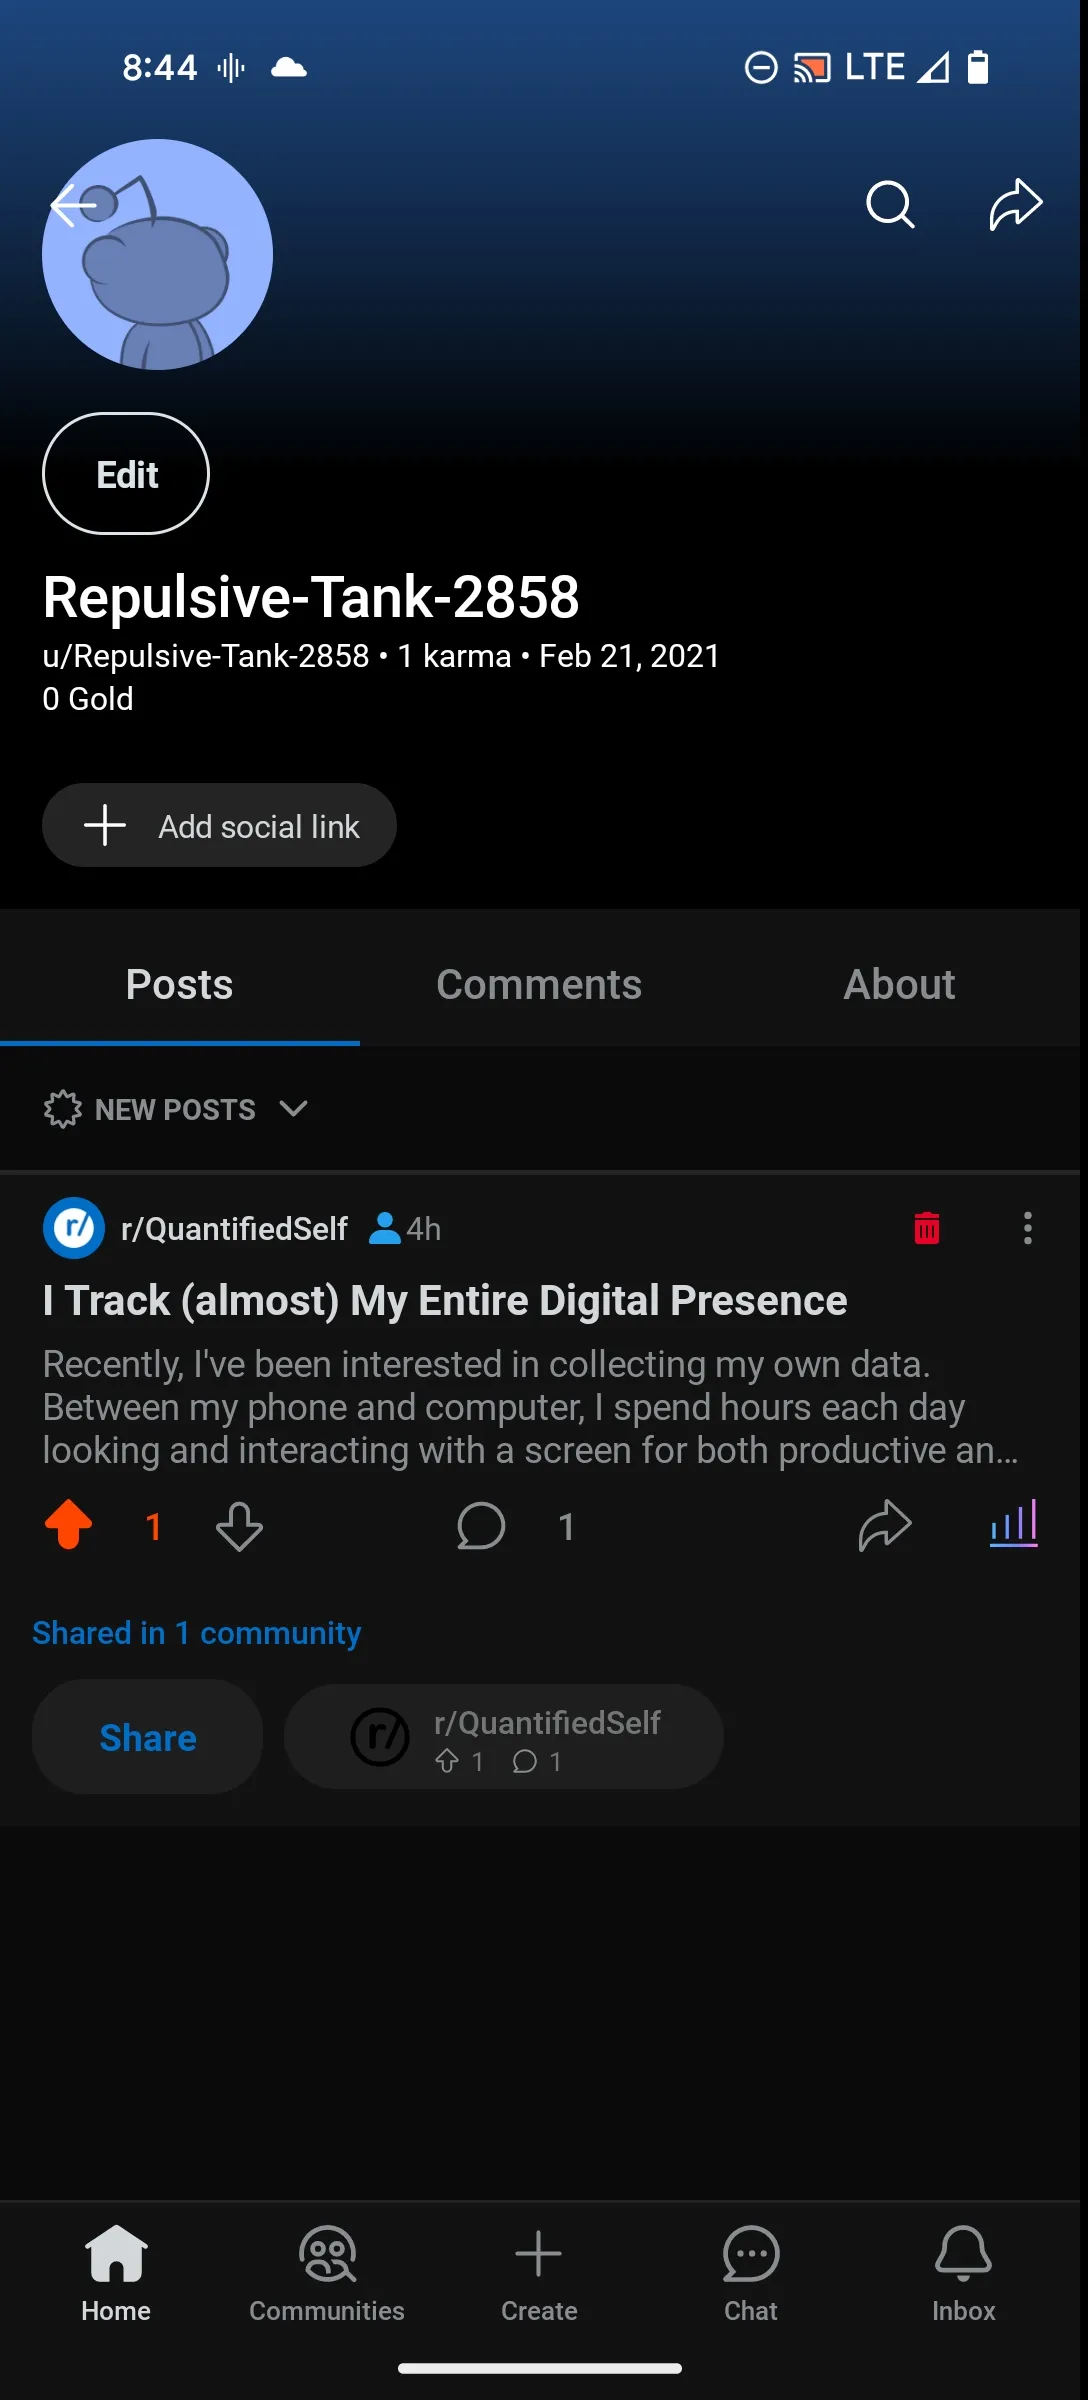 8:44
LTE
Edit
Repulsive-Tank-2858
u/Repulsive-Tank-2858 • 1 karma • Feb 21, 2021
0 Gold
Add social link
Posts
Comments
About
NEW POSTS
r/
r/QuantifiedSelf 4h
I Track (almost) My Entire Digital Presence
Recently, I've been interested in collecting my own data.
Between my phone and computer, I spend hours each day
looking and interacting with a screen for both productive an...
1
1
Shared in 1 community
Share
r/
r/QuantifiedSelf
1 1
Home
Communities
Create
Chat
Inbox